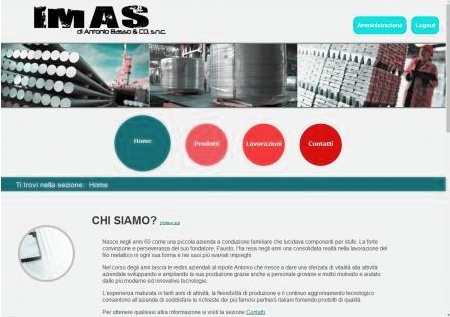 IMAS
di Antonio Basso & CO. s.n.c.
Amministrazione Logout
Home Prodotti Lavorazioni Contatti
Ti trovi nella sezione: Home
CHI SIAMO?
Nasce negli anni 60 come una piccola azienda a conduzione familiare che lucidava componenti per stufe. La forte
convinzione e perseveranza del suo fondatore, Fausto, l'ha resa negli anni una consolidata realtà nella lavorazione del
filo metallico in ogni sua forma e nei suoi più svariati impieghi.
Nel corso degli anni lascia le redini aziendali al nipote Antonio che riesce a dare una sferzata di vitalità alla attività
aziendale sviluppando e ampliando la sua produzione grazie anche a personale giovane e molto motivato e aiutato
dalle più moderne ed innovative tecnologie.
L'esperienza maturata in tanti anni di attività, la flessibilità di produzione e il continuo aggiornamento tecnologico
consentono all'azienda di soddisfare le richieste dei più famosi partners italiani fornendo prodotti di qualità.
Per ottenere qualsiasi altra informazione si visiti la sezione Contatti